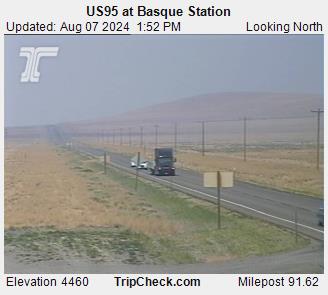 US95 at Basque Station
Updated: Aug 07 2024 1:52 PM Looking North
Elevation 4460 TripCheck.com Milepost 91.62